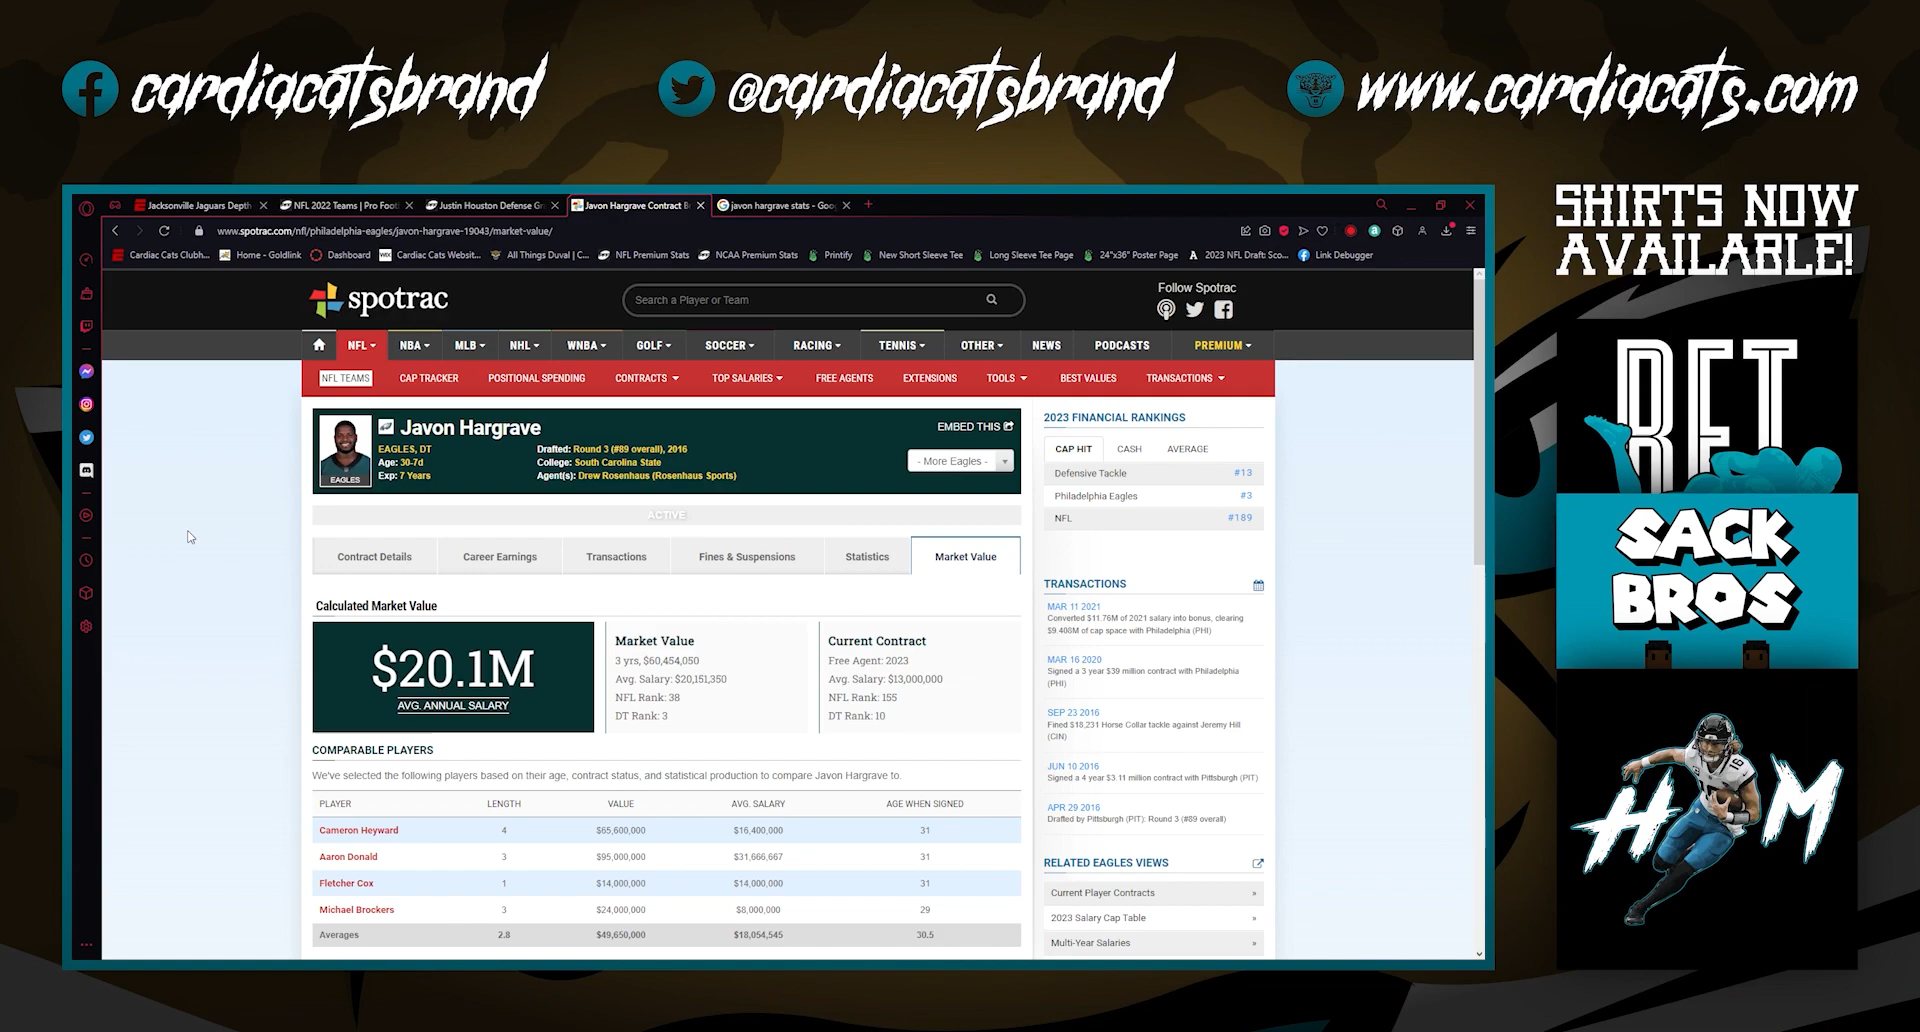 cardiacatsbrand
@cardiacatsbrand
www.cardiacats.com
Jacksonville Jaguars Depth
NFL 2022 Teams | Pro Foot
Justin Houston Defense Gr
Javon Hargrave Contract B
javon hargrave stats - Goo
www.spotrac.com/nfl/philadelphia-eagles/javon-hargrave-19043/market-value/
Cardiac Cats Clubh...
Home - Goldlink
Dashboard
WIX
Cardiac Cats Websit...
All Things Duval | C...
NFL Premium Stats
NCAA Premium Stats
Printify
New Short Sleeve Tee
Long Sleeve Tee Page
24"x36" Poster Page
2023 NFL Draft: Sco...
Link Debugger
spotrac
Search a Player or Team
Follow Spotrac
NFL
NBA
MLB
NHL
WNBA
GOLF
SOCCER
RACING
TENNIS
OTHER
NEWS
PODCASTS
PREMIUM
NFL TEAMS
CAP TRACKER
POSITIONAL SPENDING
CONTRACTS
TOP SALARIES
FREE AGENTS
EXTENSIONS
TOOLS
BEST VALUES
TRANSACTIONS
EAGLES
Javon Hargrave
EAGLES, DT
Age: 30-7d
Exp: 7 Years
Drafted: Round 3 (#89 overall), 2016
College: South Carolina State
Agent(s): Drew Rosenhaus (Rosenhaus Sports)
EMBED THIS
- More Eagles -
ACTIVE
Contract Details
Career Earnings
Transactions
Fines & Suspensions
Statistics
Market Value
Calculated Market Value
$20.1M
AVG. ANNUAL SALARY
Market Value
3 yrs, $60,454,050
Avg. Salary: $20,151,350
NFL Rank: 38
DT Rank: 3
Current Contract
Free Agent: 2023
Avg. Salary: $13,000,000
NFL Rank: 155
DT Rank: 10
COMPARABLE PLAYERS
We've selected the following players based on their age, contract status, and statistical production to compare Javon Hargrave to.
PLAYER LENGTH VALUE AVG. SALARY AGE WHEN SIGNED
Cameron Heyward 4 $65,600,000 $16,400,000 31
Aaron Donald 3 $95,000,000 $31,666,667 31
Fletcher Cox 1 $14,000,000 $14,000,000 31
Michael Brockers 3 $24,000,000 $8,000,000 29
Averages 2.8 $49,650,000 $18,054,545 30.5
2023 FINANCIAL RANKINGS
CAP HIT
CASH
AVERAGE
Defensive Tackle #13
Philadelphia Eagles #3
NFL #189
TRANSACTIONS
MAR 11 2021
Converted $11.76M of 2021 salary into bonus, clearing
$9.408M of cap space with Philadelphia (PHI)
MAR 16 2020
Signed a 3 year $39 million contract with Philadelphia
(PHI)
SEP 23 2016
Fined $18,231 Horse Collar tackle against Jeremy Hill
(CIN)
JUN 10 2016
Signed a 4 year $3.11 million contract with Pittsburgh (PIT)
APR 29 2016
Drafted by Pittsburgh (PIT): Round 3 (#89 overall)
RELATED EAGLES VIEWS
Current Player Contracts »
2023 Salary Cap Table »
Multi-Year Salaries »
SHIRTS NOW
AVAILABLE!
SACK
BROS
16